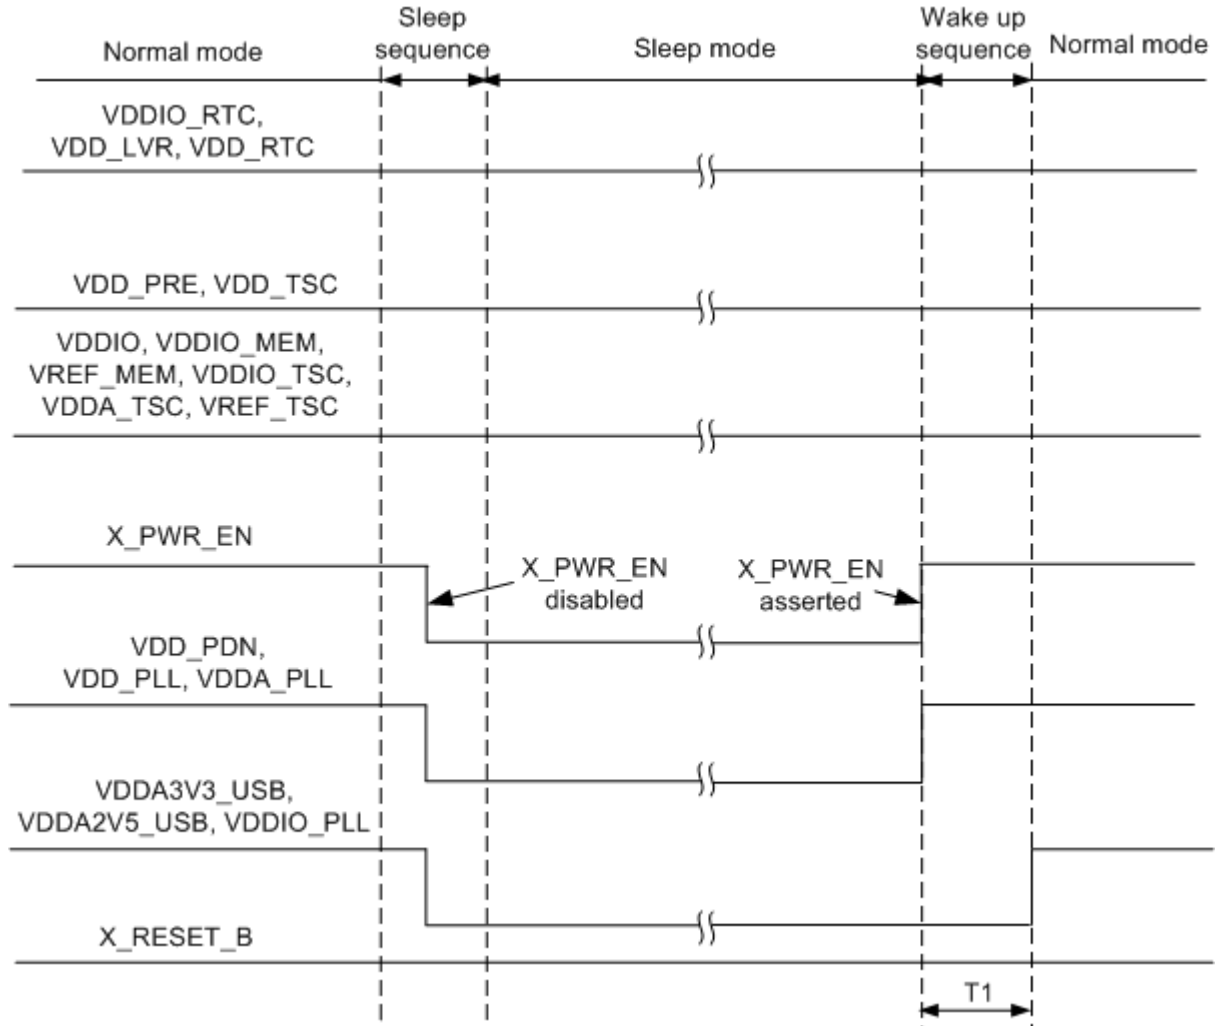 Sleep
sequence
Wake up
sequence
Normal mode
Sleep mode
Normal mode
VDDIO_RTC,
VDD_LVR, VDD_RTC
VDD_PRE, VDD_TSC
VDDIO, VDDIO_MEM,
VREF_MEM, VDDIO_TSC,
VDDA_TSC, VREF_TSC
X_PWR_EN
X_PWR_EN
disabled
X_PWR_EN
asserted
VDD_PDN,
VDD_PLL, VDDA_PLL
VDDA3V3_USB,
VDDA2V5_USB, VDDIO_PLL
X_RESET_B
T1